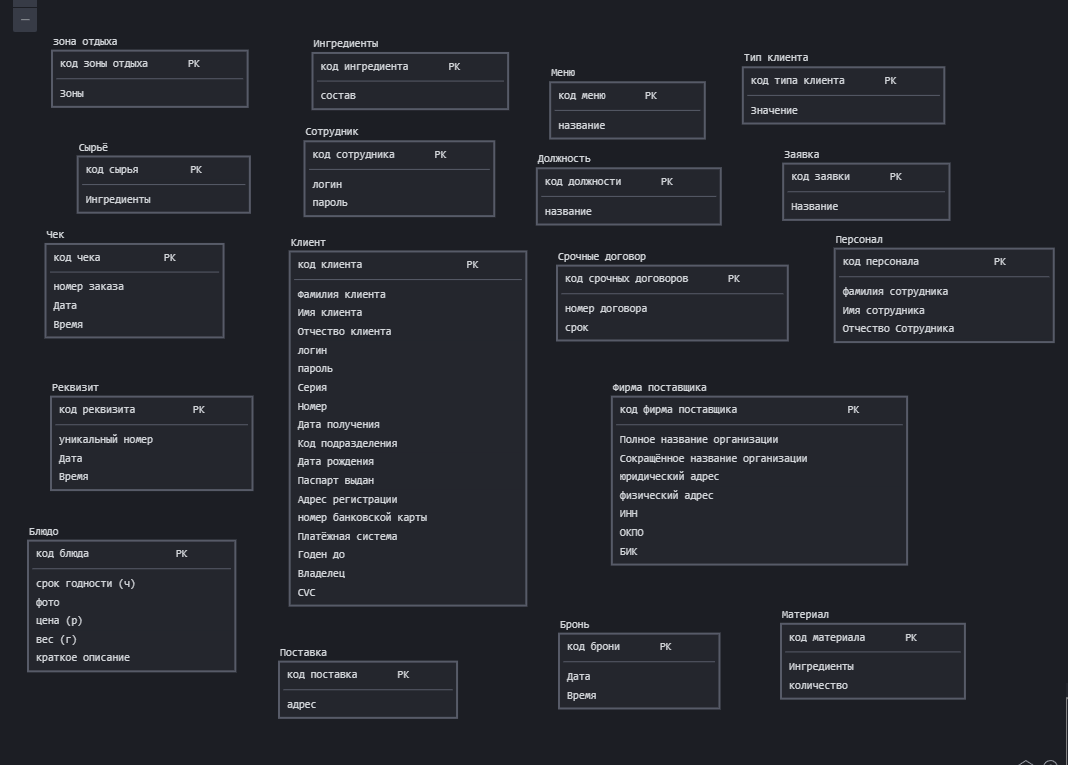 зона отдыха
код зоны отдыха PK
Зоны
Ингредиенты
код ингредиента PK
состав
Меню
код меню PK
название
Тип клиента
код типа клиента PK
Значение
Сырьё
код сырья PK
Ингредиенты
Сотрудник
код сотрудника PK
логин
пароль
Должность
код должности PK
название
Заявка
код заявки PK
Название
Чек
код чека PK
номер заказа
Дата
Время
Клиент
код клиента PK
Фамилия клиента
Имя клиента
Отчество клиента
логин
пароль
Серия
Номер
Дата получения
Код подразделения
Дата рождения
Паспорт выдан
Адрес регистрации
номер банковской карты
Платёжная система
Годен до
Владелец
CVC
Срочные договор
код срочных договоров PK
номер договора
срок
Персонал
код персонала PK
фамилия сотрудника
Имя сотрудника
Отчество Сотрудника
Реквизит
код реквизита PK
уникальный номер
Дата
Время
Фирма поставщика
код фирма поставщика PK
Полное название организации
Сокращённое название организации
юридический адрес
физический адрес
ИНН
ОКПО
БИК
Блюдо
код блюда PK
срок годности (ч)
фото
цена (р)
вес (г)
краткое описание
Поставка
код поставка PK
адрес
Бронь
код брони PK
Дата
Время
Материал
код материала PK
Ингредиенты
количество